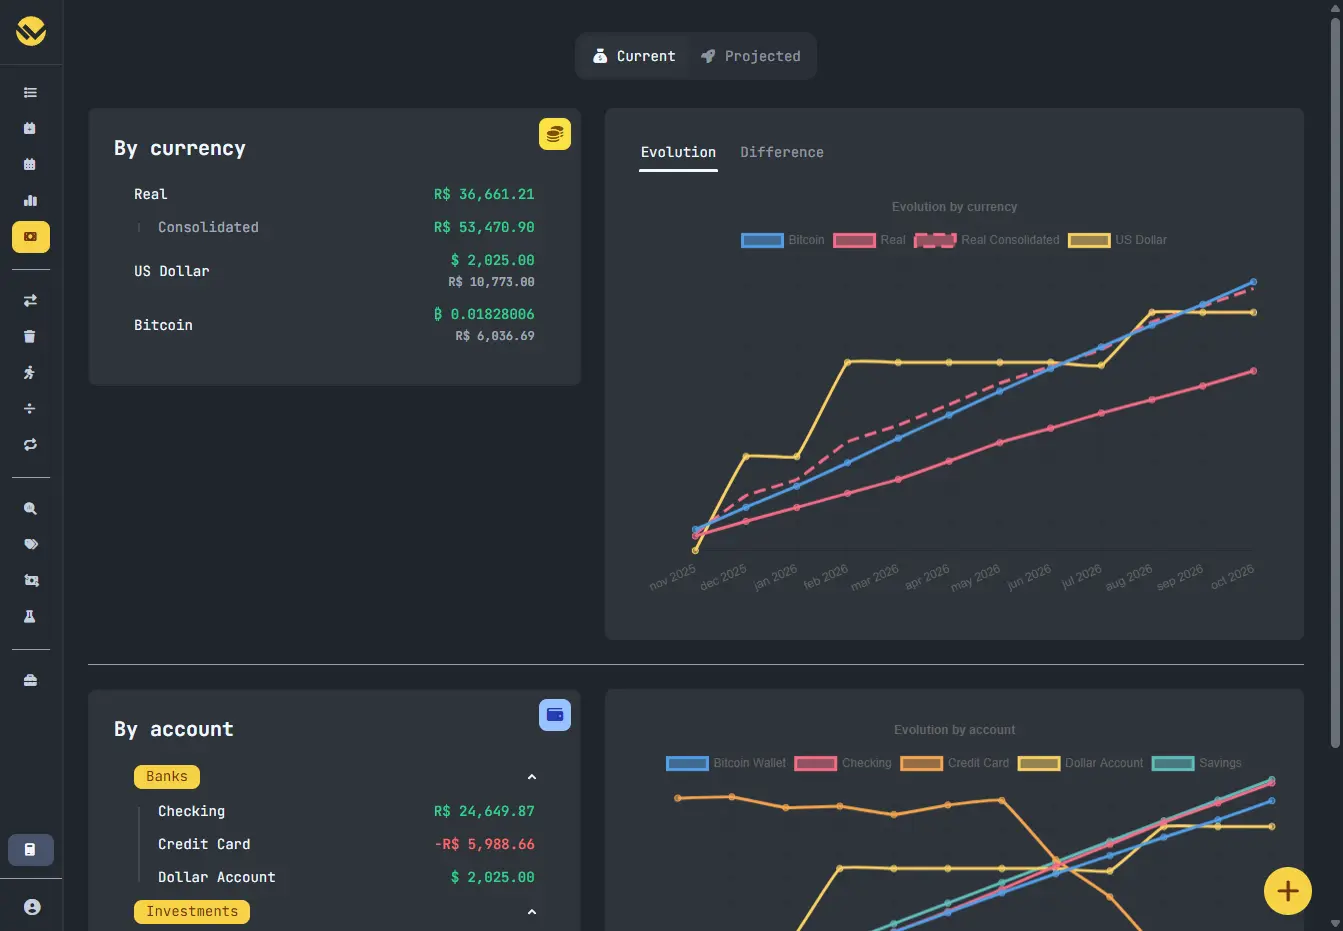 Current Projected
By currency
Real R$ 36,661.21
Consolidated R$ 53,470.90
US Dollar $ 2,025.00
R$ 10,773.00
Bitcoin ₿ 0.01828006
R$ 6,036.69
Evolution Difference
Evolution by currency
Bitcoin Real Real Consolidated US Dollar
nov 2025 dec 2025 jan 2026 feb 2026 mar 2026 apr 2026 may 2026 jun 2026 jul 2026 aug 2026 sep 2026 oct 2026
By account
Banks
Checking R$ 24,649.87
Credit Card -R$ 5,988.66
Dollar Account $ 2,025.00
Investments
Evolution by account
Bitcoin Wallet Checking Credit Card Dollar Account Savings